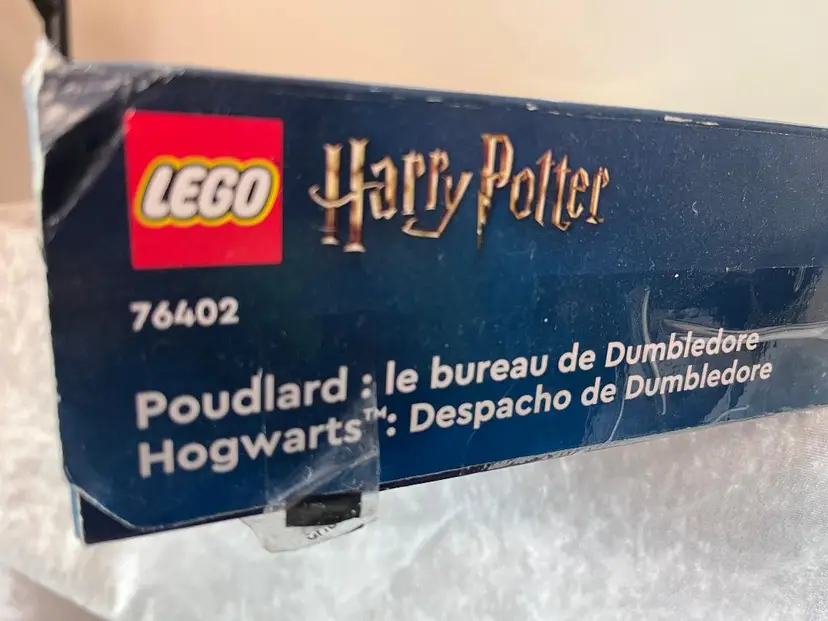 LEGO
Harry Potter
76402
Poudlard : le bureau de Dumbledore
Hogwarts™: Despacho de Dumbledore